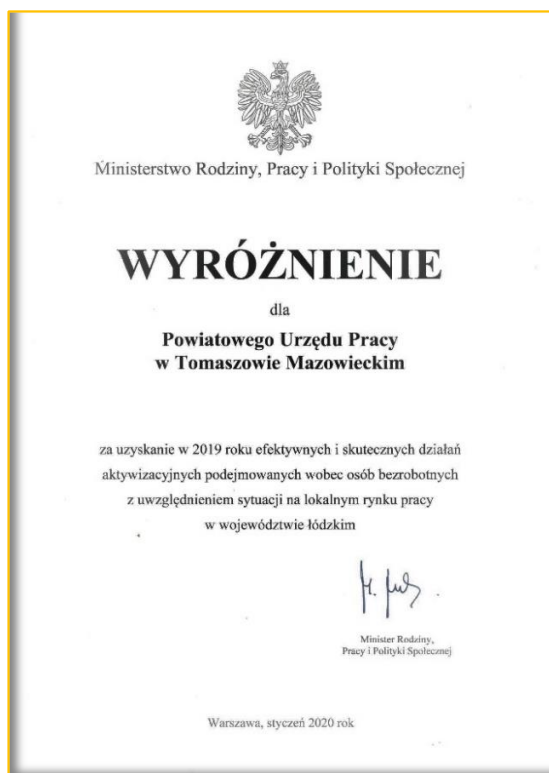 Ministerstwo Rodziny, Pracy i Polityki Społecznej
WYRÓŻNIENIE
dla
Powiatowego Urzędu Pracy
w Tomaszowie Mazowieckim
za uzyskanie w 2019 roku efektywnych i skutecznych działań
aktywizacyjnych podejmowanych wobec osób bezrobotnych
z uwzględnieniem sytuacji na lokalnym rynku pracy
w województwie łódzkim
Minister Rodziny,
Pracy i Polityki Społecznej
Warszawa, styczeń 2020 rok